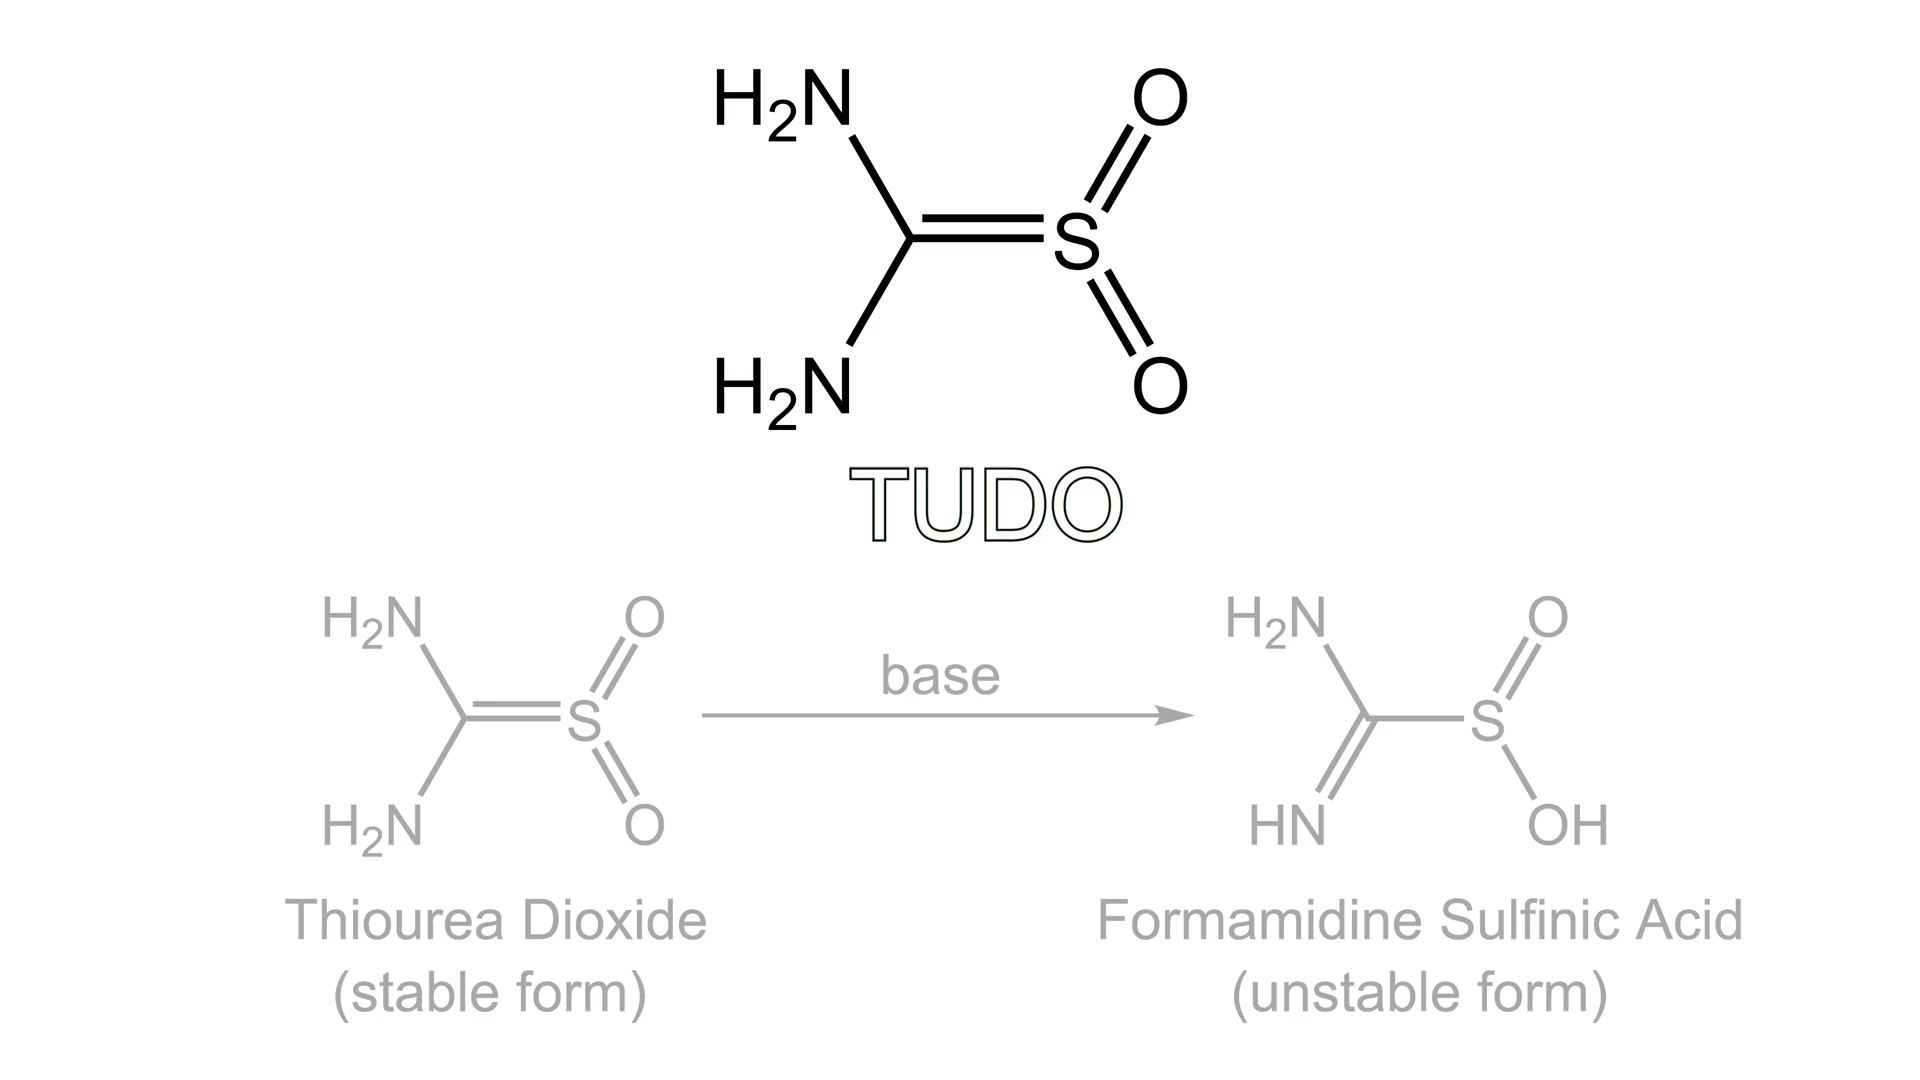 H₂N O
S
H₂N O
TUDO
H₂N O H₂N O
base
S S
H₂N O HN OH
Thiourea Dioxide Formamidine Sulfinic Acid
(stable form) (unstable form)